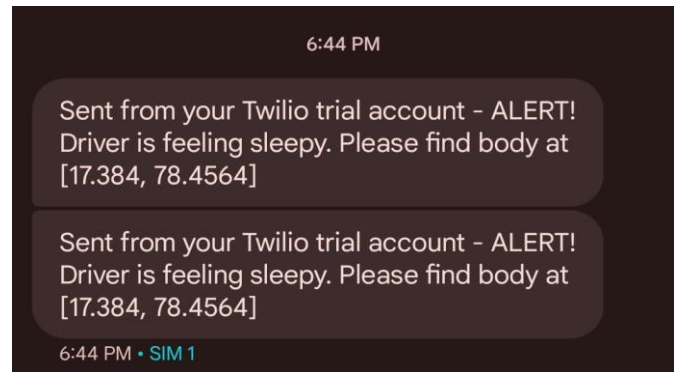 6:44 PM
Sent from your Twilio trial account - ALERT!
Driver is feeling sleepy. Please find body at
[17.384, 78.4564]
Sent from your Twilio trial account - ALERT!
Driver is feeling sleepy. Please find body at
[17.384, 78.4564]
6:44 PM • SIM 1